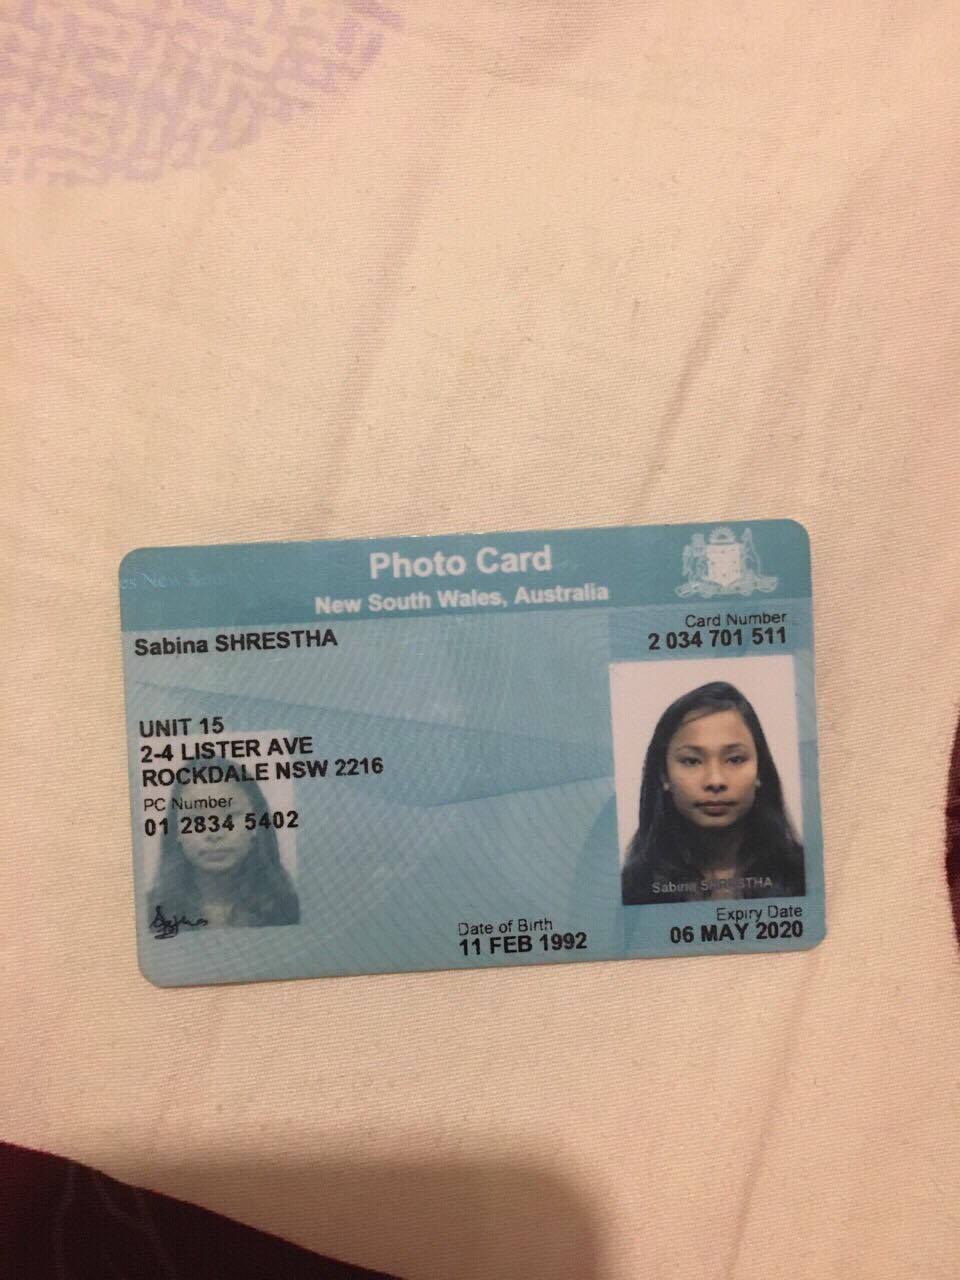 Photo Card
New South Wales, Australia
Sabina SHRESTHA
Card Number
2 034 701 511
UNIT 15
2-4 LISTER AVE
ROCKDALE NSW 2216
PC Number
01 2834 5402
Sabina SHRESTHA
Date of Birth
11 FEB 1992
Expiry Date
06 MAY 2020